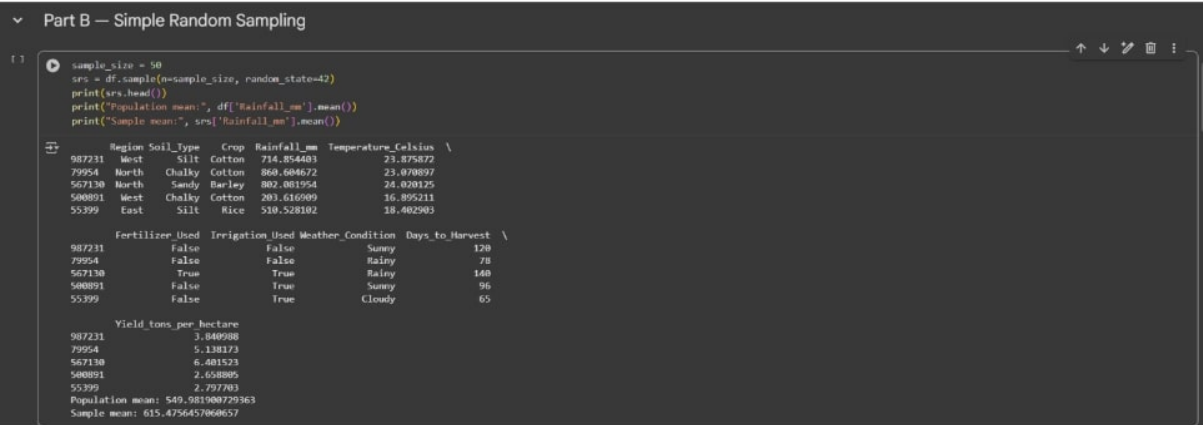 Part B — Simple Random Sampling
[ ]
sample_size = 50
srs = df.sample(n=sample_size, random_state=42)
print(srs.head())
print("Population mean:", df['Rainfall_mm'].mean())
print("Sample mean:", srs['Rainfall_mm'].mean())
Region Soil_Type Crop Rainfall_mm Temperature_Celsius \
987231 West Silt Cotton 714.854403 23.875872
79954 North Chalky Cotton 860.604672 23.070897
567130 North Sandy Barley 802.081954 24.020125
500891 West Chalky Cotton 203.616909 16.895211
55399 East Silt Rice 510.528102 18.402903
Fertilizer_Used Irrigation_Used Weather_Condition Days_to_Harvest \
987231 False False Sunny 120
79954 False False Rainy 78
567130 True True Rainy 140
500891 False True Sunny 96
55399 False True Cloudy 65
Yield_tons_per_hectare
987231 3.840988
79954 5.138173
567130 6.401523
500891 2.658805
55399 2.797703
Population mean: 549.981900729363
Sample mean: 615.4756457060657